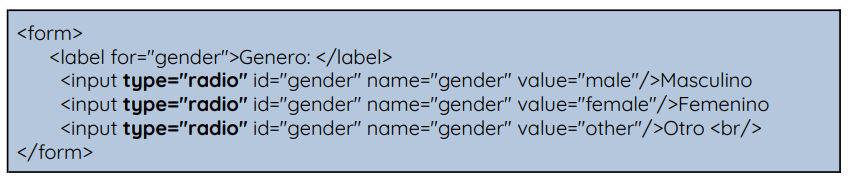 <form>
<label for="gender">Genero: </label>
<input type="radio" id="gender" name="gender" value="male"/>Masculino
<input type="radio" id="gender" name="gender" value="female"/>Femenino
<input type="radio" id="gender" name="gender" value="other"/>Otro <br/>
</form>